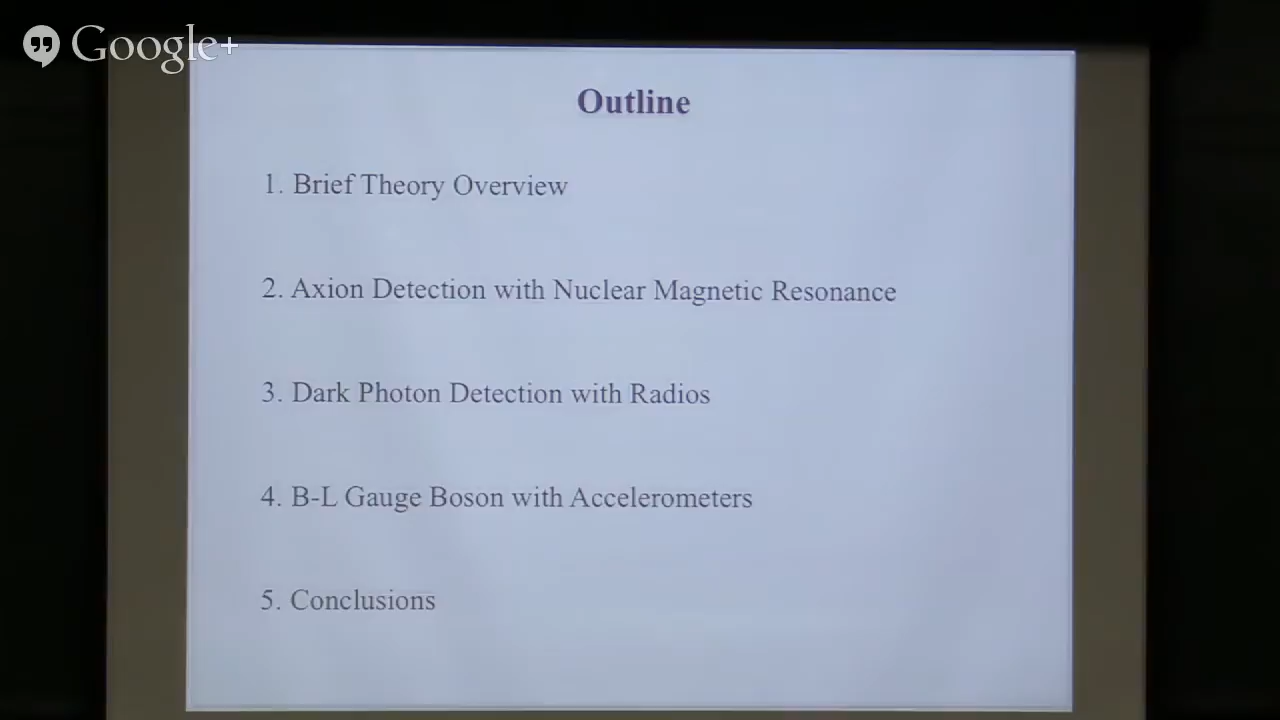 Google+
Outline
1. Brief Theory Overview
2. Axion Detection with Nuclear Magnetic Resonance
3. Dark Photon Detection with Radios
4. B-L Gauge Boson with Accelerometers
5. Conclusions